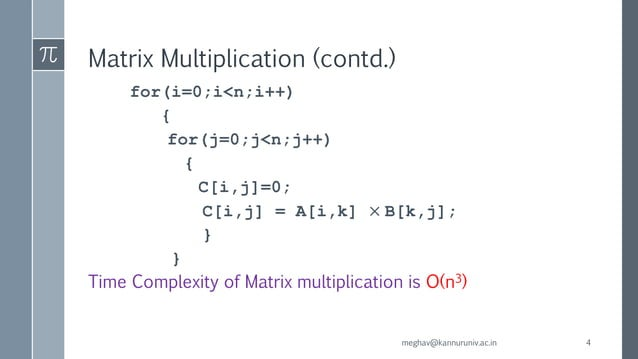 π
Matrix Multiplication (contd.)
for(i=0;i<n;i++)
{
for(j=0;j<n;j++)
{
C[i,j]=0;
C[i,j] = A[i,k] ×B[k,j];
}
}
Time Complexity of Matrix multiplication is O(n³)
meghav@kannuruniv.ac.in 4